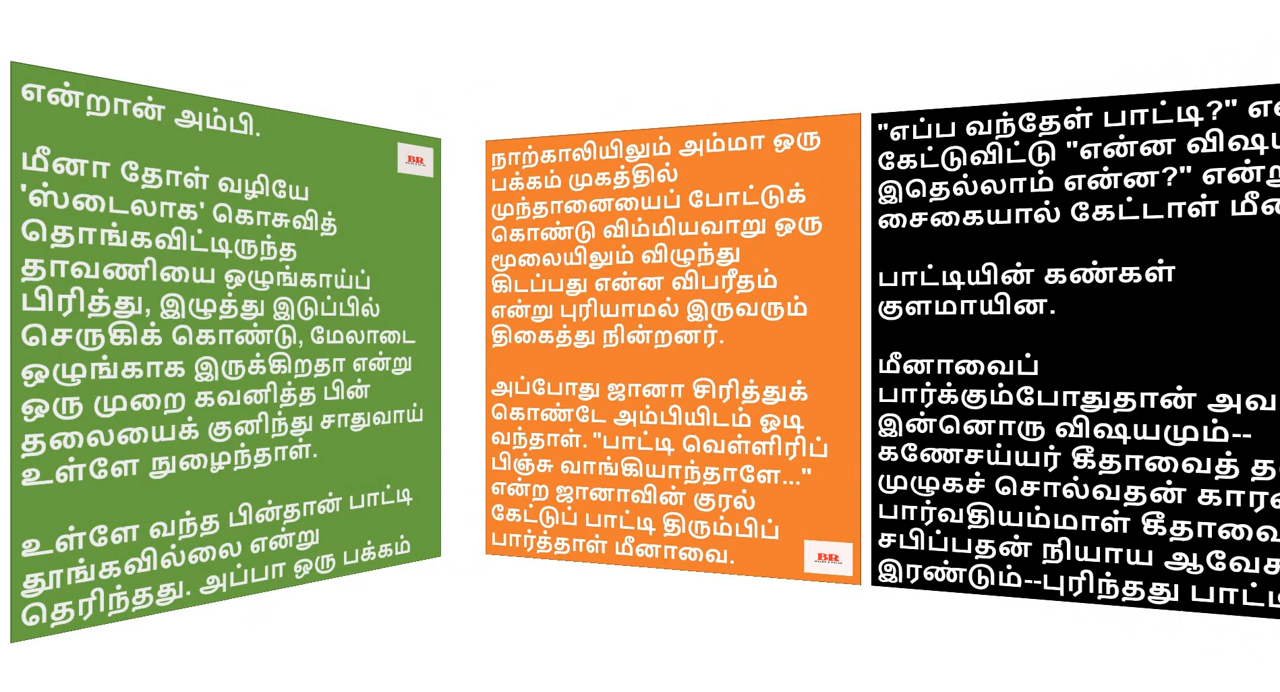 என்றான் அம்பி.
மீனா தோள் வழியே
'ஸ்டைலாக' கொசுவித்
தொங்கவிட்டிருந்த
தாவணியை ஒழுங்காய்ப்
பிரித்து, இழுத்து இடுப்பில்
செருகிக் கொண்டு, மேலாடை
ஒழுங்காக இருக்கிறதா என்று
ஒரு முறை கவனித்த பின்
தலையைக் குனிந்து சாதுவாய்
உள்ளே நுழைந்தாள்.
உள்ளே வந்த பின்தான் பாட்டி
தூங்கவில்லை என்று
தெரிந்தது. அப்பா ஒரு பக்கம்
BR
நாற்காலியிலும் அம்மா ஒரு
பக்கம் முகத்தில்
முந்தானையைப் போட்டுக்
கொண்டு விம்மியவாறு ஒரு
மூலையிலும் விழுந்து
கிடப்பது என்ன விபரீதம்
என்று புரியாமல் இருவரும்
திகைத்து நின்றனர்.
அப்போது ஜானா சிரித்துக்
கொண்டே அம்பியிடம் ஓடி
வந்தாள். "பாட்டி வெள்ளிரிப்
பிஞ்சு வாங்கியாந்தாளே..."
என்ற ஜானாவின் குரல்
கேட்டுப் பாட்டி திரும்பிப்
பார்த்தாள் மீனாவை.
BR
"எப்ப வந்தேள் பாட்டி?"
கேட்டுவிட்டு "என்ன
இதெல்லாம் என்ன?"
சைகையால் கேட்டாள்
பாட்டியின் கண்கள்
குளமாயின.
மீனாவைப்
பார்க்கும்போதுதான்
இன்னொரு விஷயமும்--
கணேசய்யர் கீதாவைத்
முழுகச் சொல்வதன்
பார்வதியம்மாள்
சபிப்பதன் நியாய
இரண்டும்--புரிந்தது